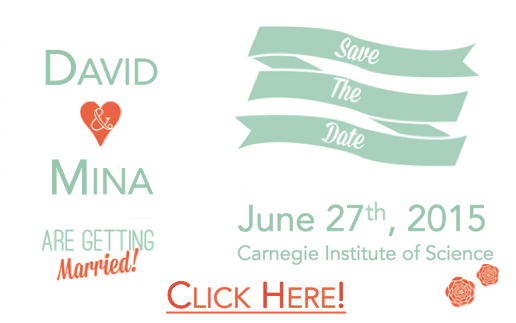 DAVID
&
MINA
ARE GETTING
Married!
Save
The
Date
June 27th, 2015
Carnegie Institute of Science
CLICK HERE!